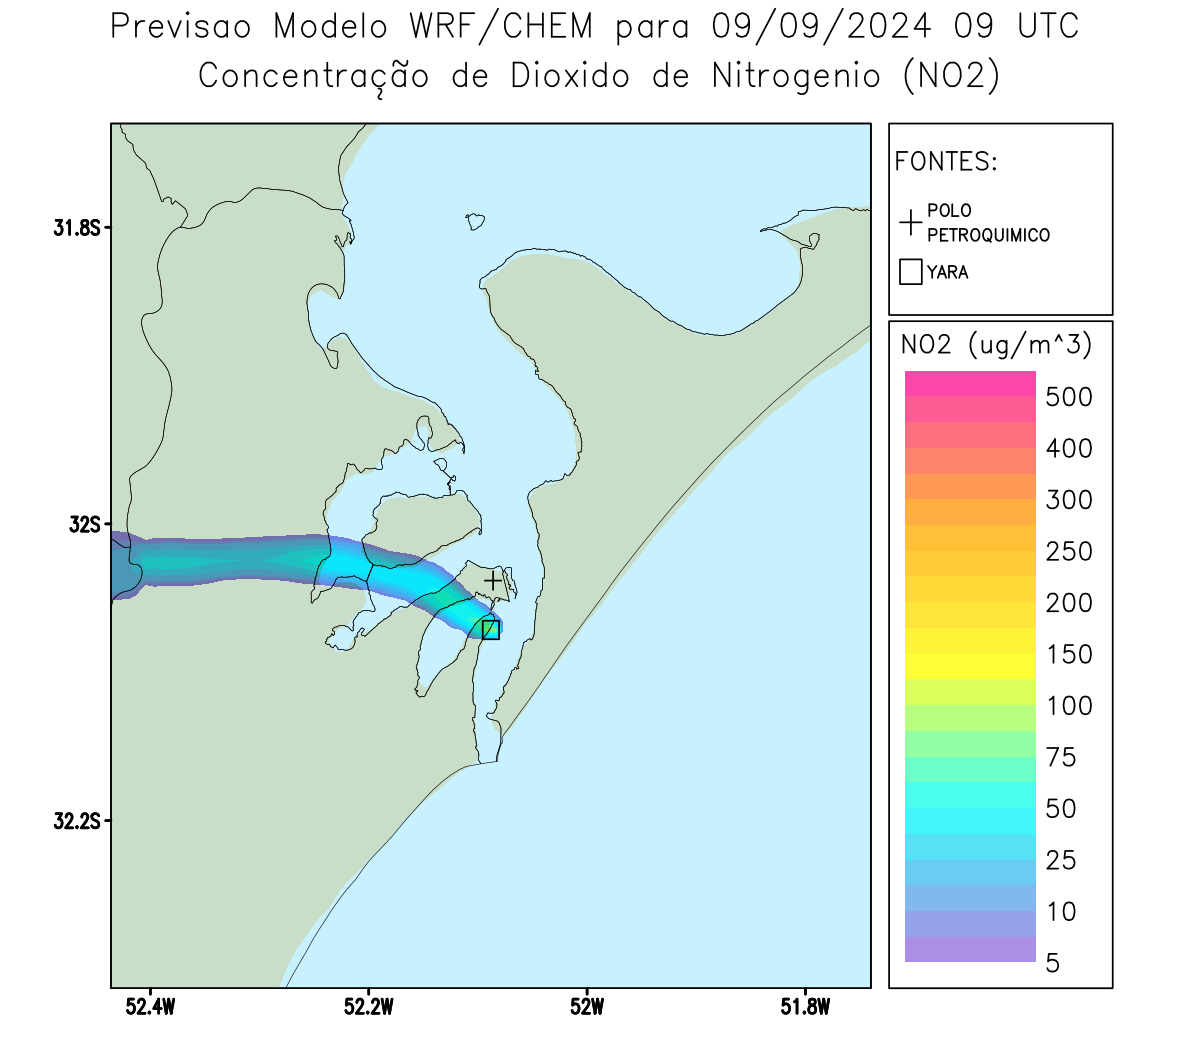 Previsao Modelo WRF/CHEM para 09/09/2024 09 UTC
Concentração de Dioxido de Nitrogenio (NO2)
FONTES:
POLO
PETROQUIMICO
YARA
NO2 (ug/m^3)
500
400
300
250
200
150
100
75
50
25
10
5
31.8S
32S
32.2S
52.4W
52.2W
52W
51.8W